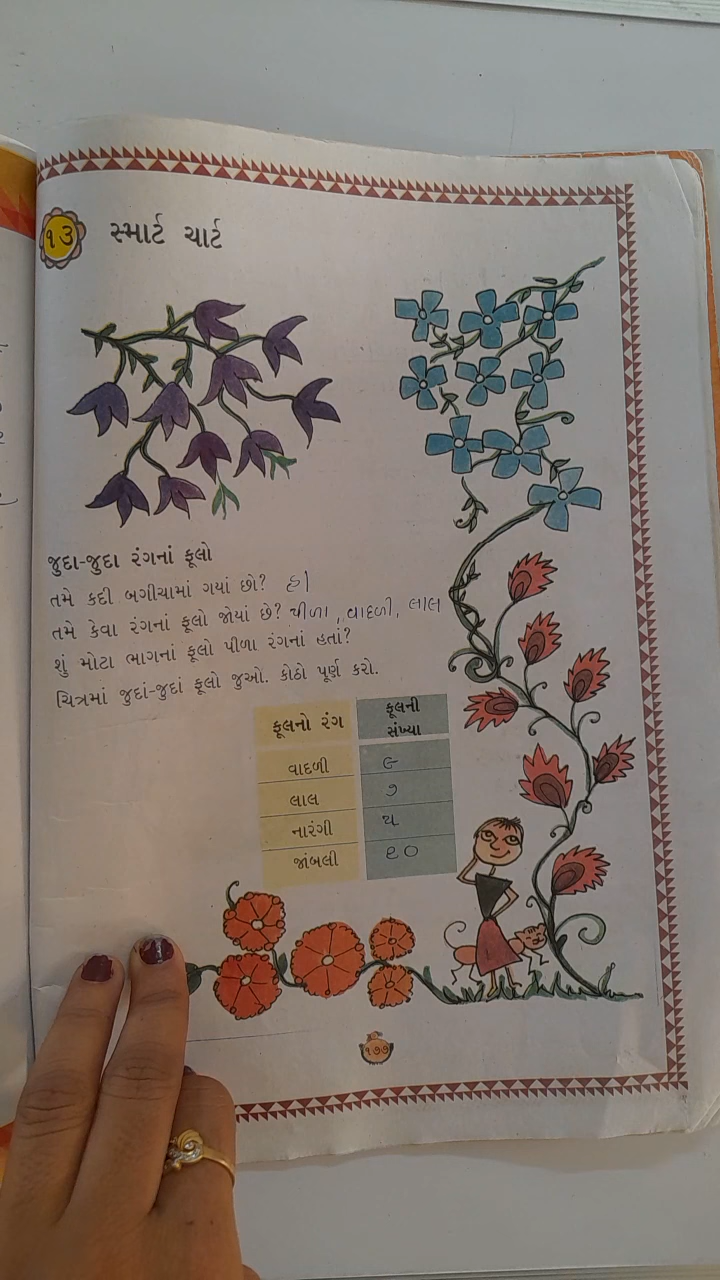 ૧૩ સ્માર્ટ ચાર્ટ
જુદા-જુદા રંગનાં ફૂલો
તમે કદી બગીચામાં ગયાં છો? હા
તમે કેવા રંગનાં ફૂલો જોયાં છે? પીળા, વાદળી, લાલ
શું મોટા ભાગનાં ફૂલો પીળા રંગનાં હતાં?
ચિત્રમાં જુદાં-જુદાં ફૂલો જુઓ. કોઠો પૂર્ણ કરો.
ફૂલનો રંગ ફૂલની સંખ્યા
વાદળી ૯
લાલ ૭
નારંગી ૫
જાંબલી ૧૦
૧૭૭